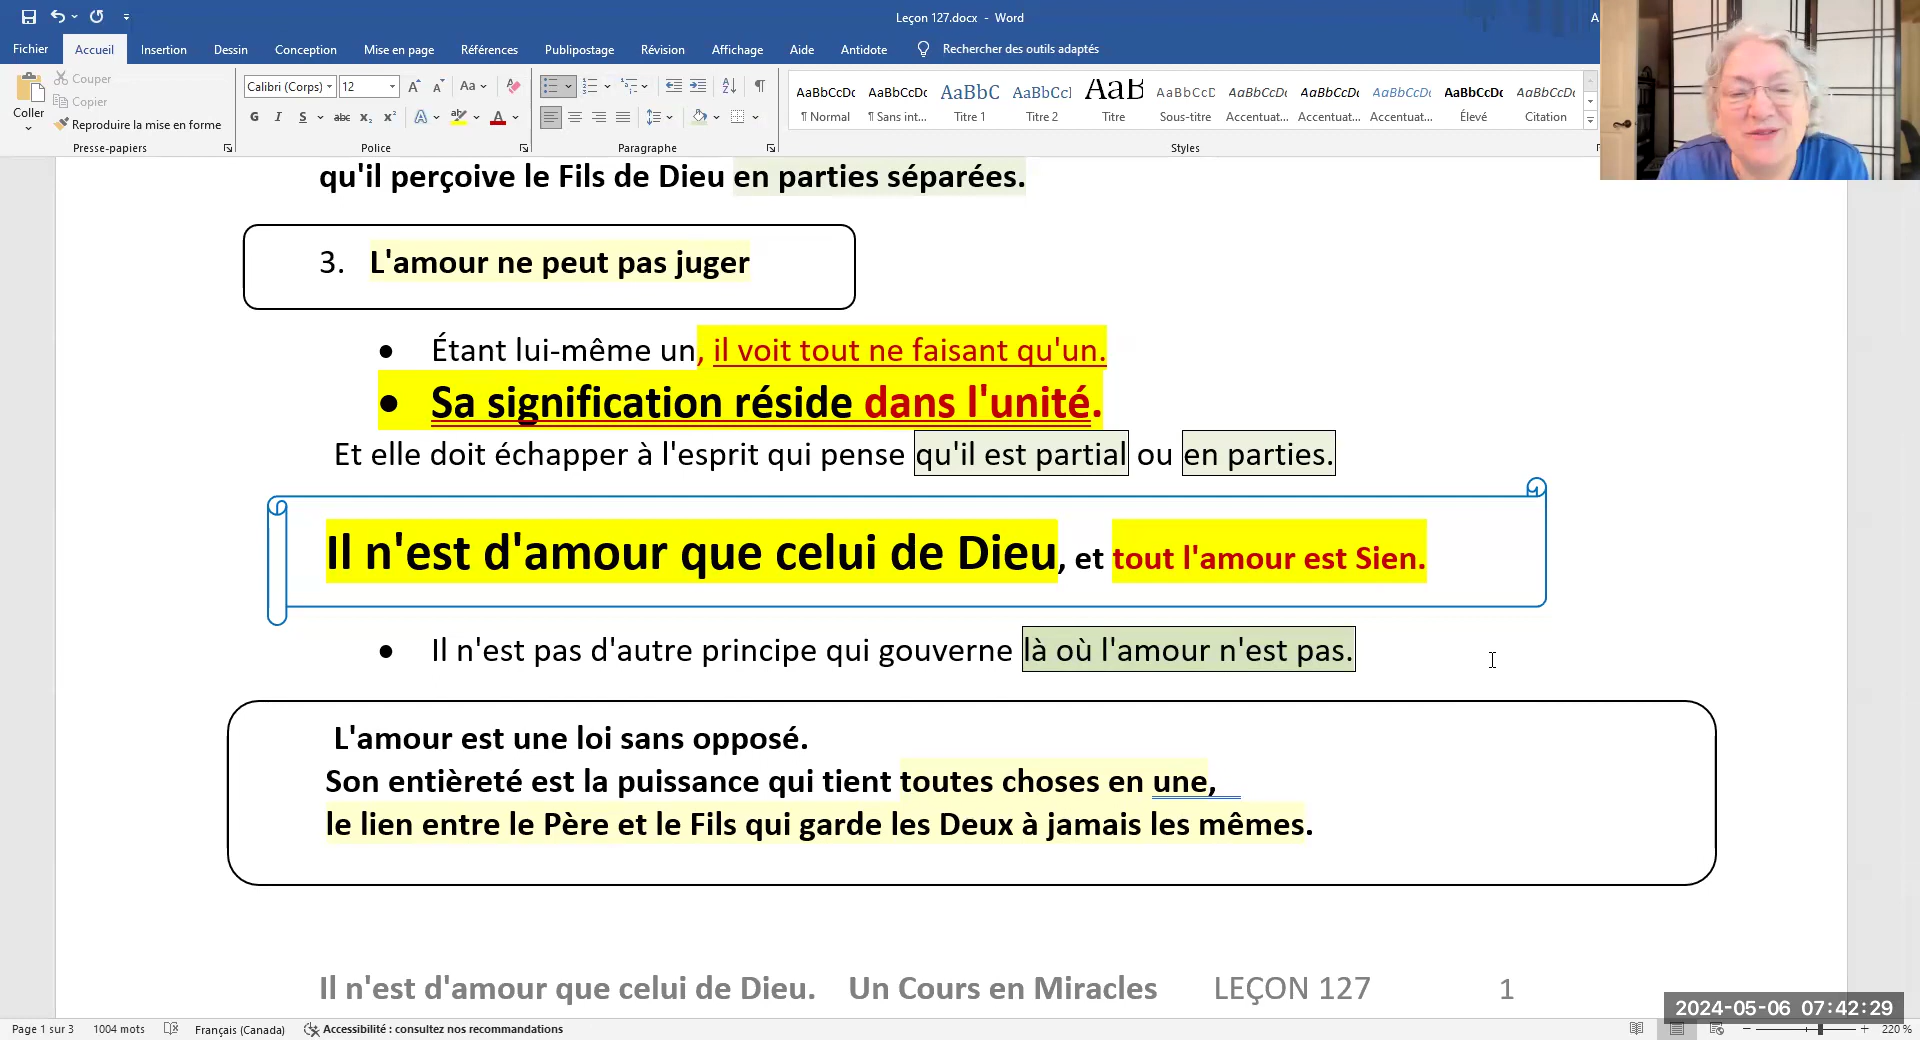 Leçon 127.docx - Word
A
Fichier Accueil Insertion Dessin Conception Mise en page Références Publipostage Révision Affichage Aide Antidote Rechercher des outils adaptés
Coller
Couper
Copier
Reproduire la mise en forme
Presse-papiers
Calibri (Corps) 12
G I S abc x₂ x²
Police
Paragraphe
AaBbCcDc AaBbCcDc AaBbC AaBbCcI AaB AaBbCcD AaBbCcDc AaBbCcDc AaBbCcDc AaBbCcDc AaBbCcDc
¶ Normal ¶ Sans int... Titre 1 Titre 2 Titre Sous-titre Accentuat... Accentuat... Accentuat... Élevé Citation
Styles
qu'il perçoive le Fils de Dieu en parties séparées.
3. L'amour ne peut pas juger
• Étant lui-même un, il voit tout ne faisant qu'un.
• Sa signification réside dans l'unité.
Et elle doit échapper à l'esprit qui pense qu'il est partial ou en parties.
Il n'est d'amour que celui de Dieu, et tout l'amour est Sien.
• Il n'est pas d'autre principe qui gouverne là où l'amour n'est pas.
L'amour est une loi sans opposé.
Son entièreté est la puissance qui tient toutes choses en une,
le lien entre le Père et le Fils qui garde les Deux à jamais les mêmes.
Il n'est d'amour que celui de Dieu. Un Cours en Miracles LEÇON 127 1
2024-05-06 07:42:29
Page 1 sur 3 1004 mots Français (Canada) Accessibilité : consultez nos recommandations 220 %